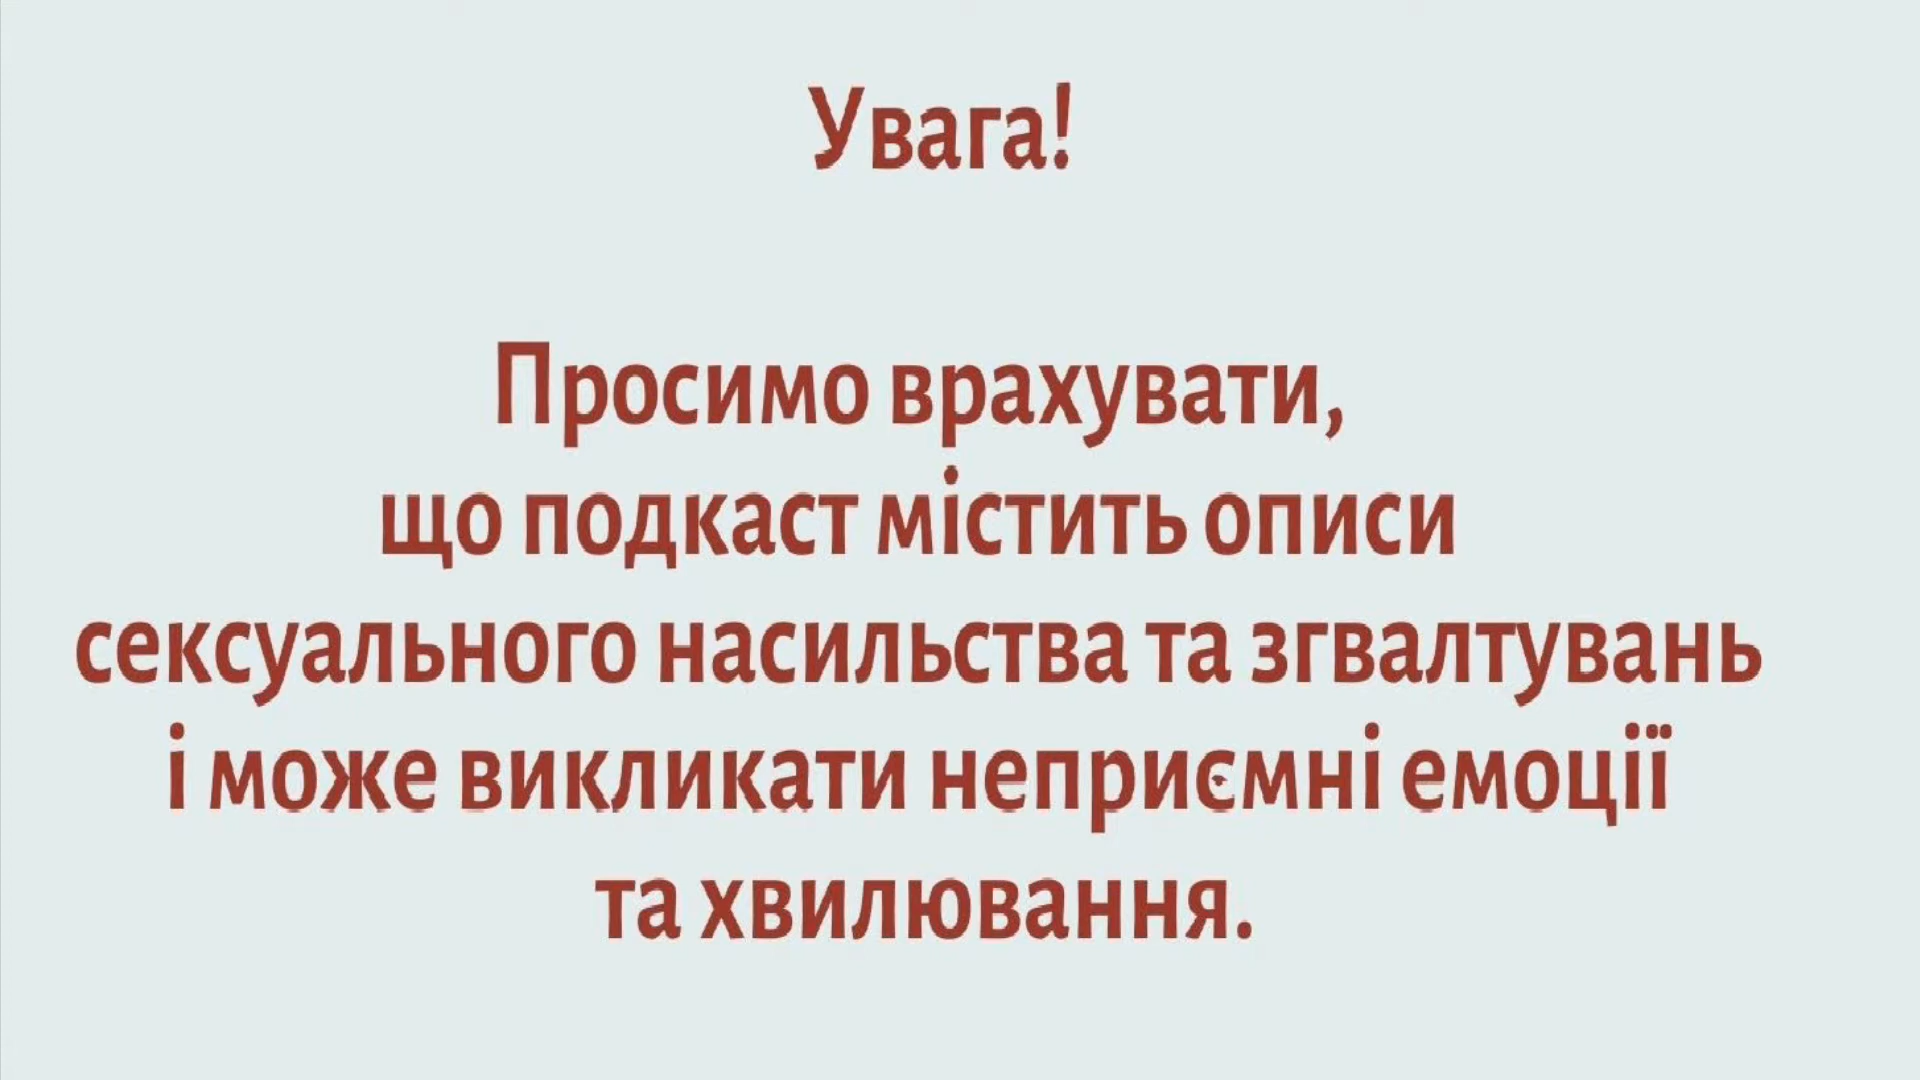 Увага!
Просимо врахувати,
що подкаст містить описи
сексуального насильства та згвалтувань
і може викликати неприємні емоції
та хвилювання.